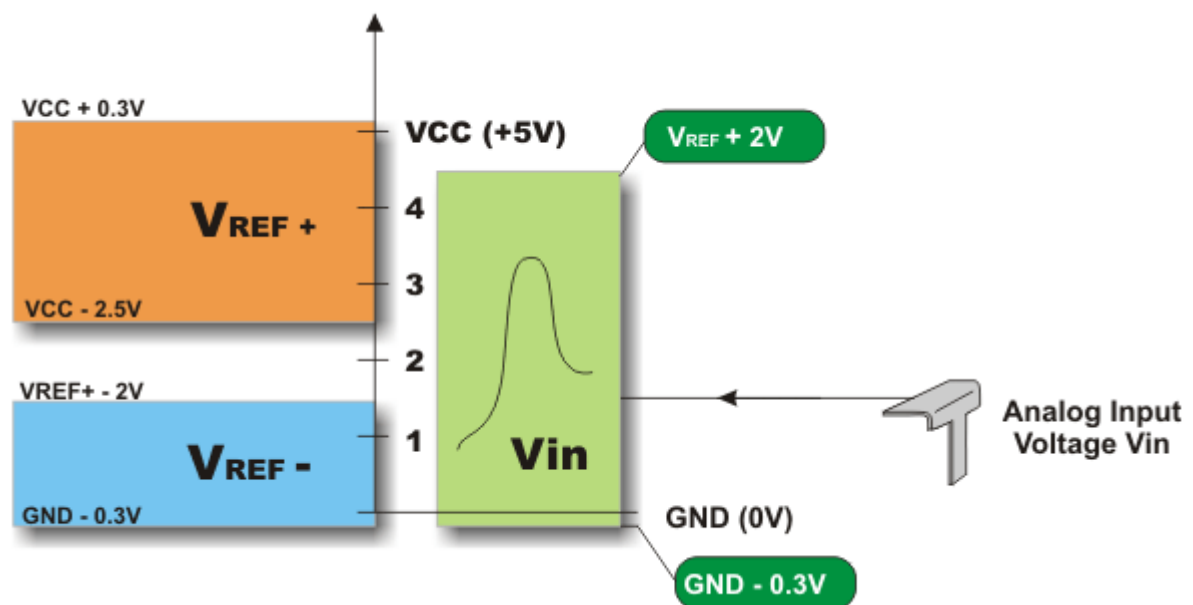 VCC + 0.3V
VCC (+5V)
VREF + 2V
4
VREF +
3
VCC - 2.5V
2
VREF+ - 2V
1
Analog Input
Voltage Vin
Vin
VREF -
GND - 0.3V
GND (0V)
GND - 0.3V